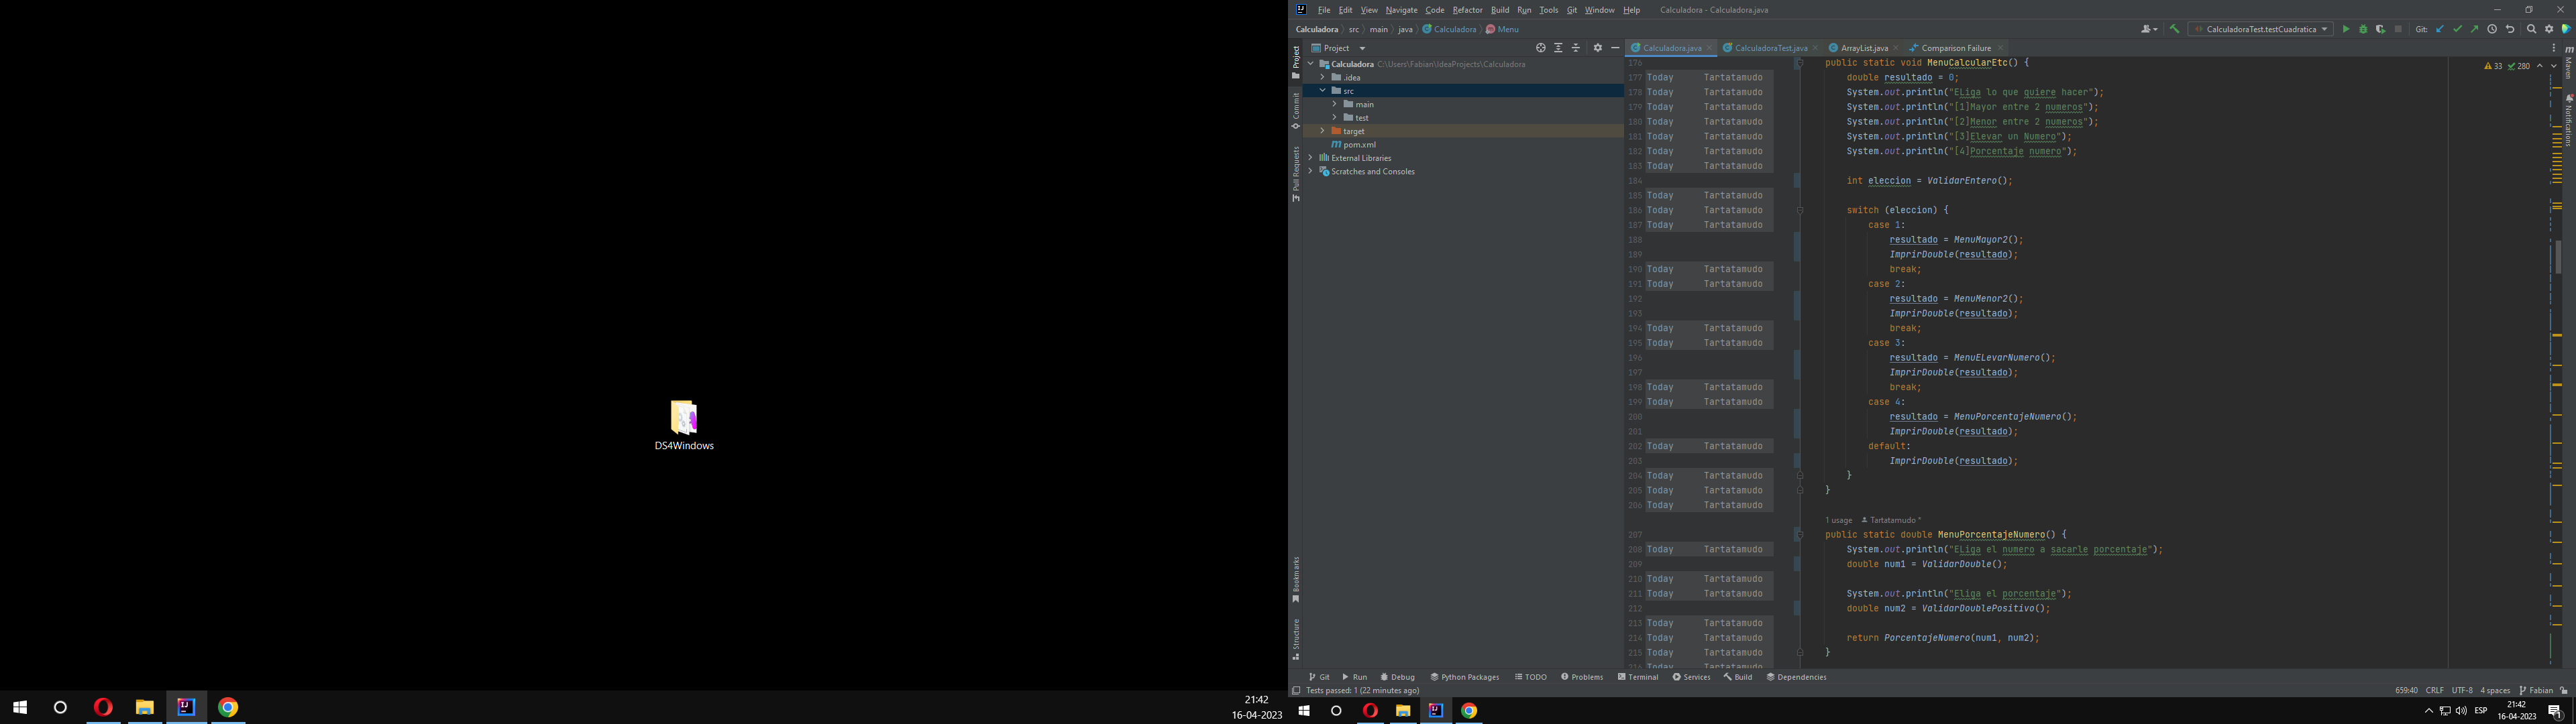 DS4Windows
21:42
16-04-2023
File Edit View Navigate Code Refactor Build Run Tools Git Window Help Calculadora - Calculadora.java
Calculadora src main java Calculadora Menu
CalculadoraTest.testCuadratica Git:
Project
Calculadora.java CalculadoraTest.java ArrayList.java Comparison Failure
Project
Commit
Pull Requests
Bookmarks
Structure
Calculadora C:\Users\Fabian\IdeaProjects\Calculadora
.idea
src
main
test
target
pom.xml
External Libraries
Scratches and Consoles
33 280
Maven
Notifications
176 public static void MenuCalcularEtc() {
177 Today Tartatamudo double resultado = 0;
178 Today Tartatamudo System.out.println("ELiga lo que quiere hacer");
179 Today Tartatamudo System.out.println("[1]Mayor entre 2 numeros");
180 Today Tartatamudo System.out.println("[2]Menor entre 2 numeros");
181 Today Tartatamudo System.out.println("[3]Elevar un Numero");
182 Today Tartatamudo System.out.println("[4]Porcentaje numero");
183 Today Tartatamudo
184 int eleccion = ValidarEntero();
185 Today Tartatamudo
186 Today Tartatamudo switch (eleccion) {
187 Today Tartatamudo case 1:
188 resultado = MenuMayor2();
189 ImprirDouble(resultado);
190 Today Tartatamudo break;
191 Today Tartatamudo case 2:
192 resultado = MenuMenor2();
193 ImprirDouble(resultado);
194 Today Tartatamudo break;
195 Today Tartatamudo case 3:
196 resultado = MenuELevarNumero();
197 ImprirDouble(resultado);
198 Today Tartatamudo break;
199 Today Tartatamudo case 4:
200 resultado = MenuPorcentajeNumero();
201 ImprirDouble(resultado);
202 Today Tartatamudo default:
203 ImprirDouble(resultado);
204 Today Tartatamudo }
205 Today Tartatamudo }
206 Today Tartatamudo
1 usage Tartatamudo *
207 public static double MenuPorcentajeNumero() {
208 Today Tartatamudo System.out.println("ELiga el numero a sacarle porcentaje");
209 double num1 = ValidarDouble();
210 Today Tartatamudo
211 Today Tartatamudo System.out.println("Eliga el porcentaje");
212 double num2 = ValidarDoublePositivo();
213 Today Tartatamudo
214 Today Tartatamudo return PorcentajeNumero(num1, num2);
215 Today Tartatamudo }
216 Today Tartatamudo
Git Run Debug Python Packages TODO Problems Terminal Services Build Dependencies
Tests passed: 1 (22 minutes ago)
659:40 CRLF UTF-8 4 spaces Fabian
ESP
21:42
16-04-2023